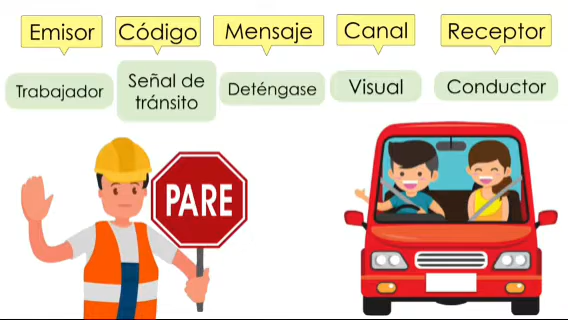 Emisor
Código
Mensaje
Canal
Receptor
Trabajador
Señal de
tránsito
Deténgase
Visual
Conductor
PARE